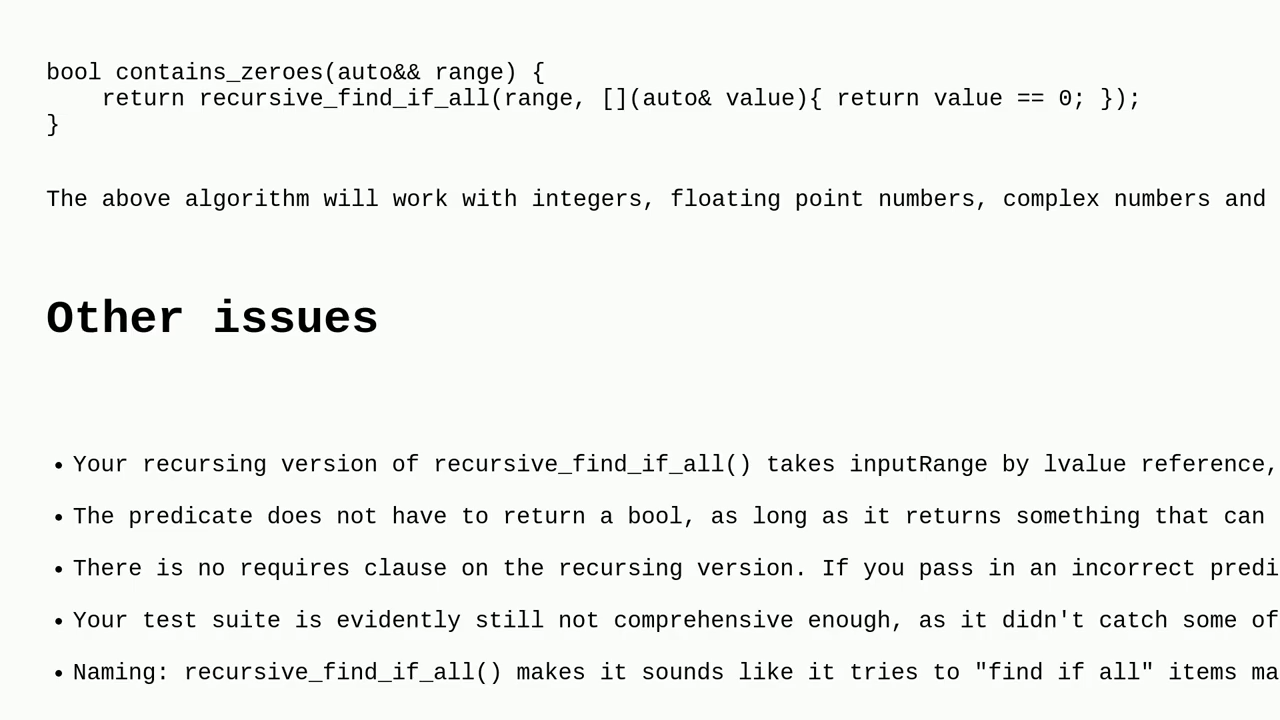 bool contains_zeroes(auto&& range) {
    return recursive_find_if_all(range, [](auto& value){ return value == 0; });
}
The above algorithm will work with integers, floating point numbers, complex numbers and
Other issues
• Your recursing version of recursive_find_if_all() takes inputRange by lvalue reference,
• The predicate does not have to return a bool, as long as it returns something that can
• There is no requires clause on the recursing version. If you pass in an incorrect predi
• Your test suite is evidently still not comprehensive enough, as it didn't catch some of
• Naming: recursive_find_if_all() makes it sounds like it tries to "find if all" items ma